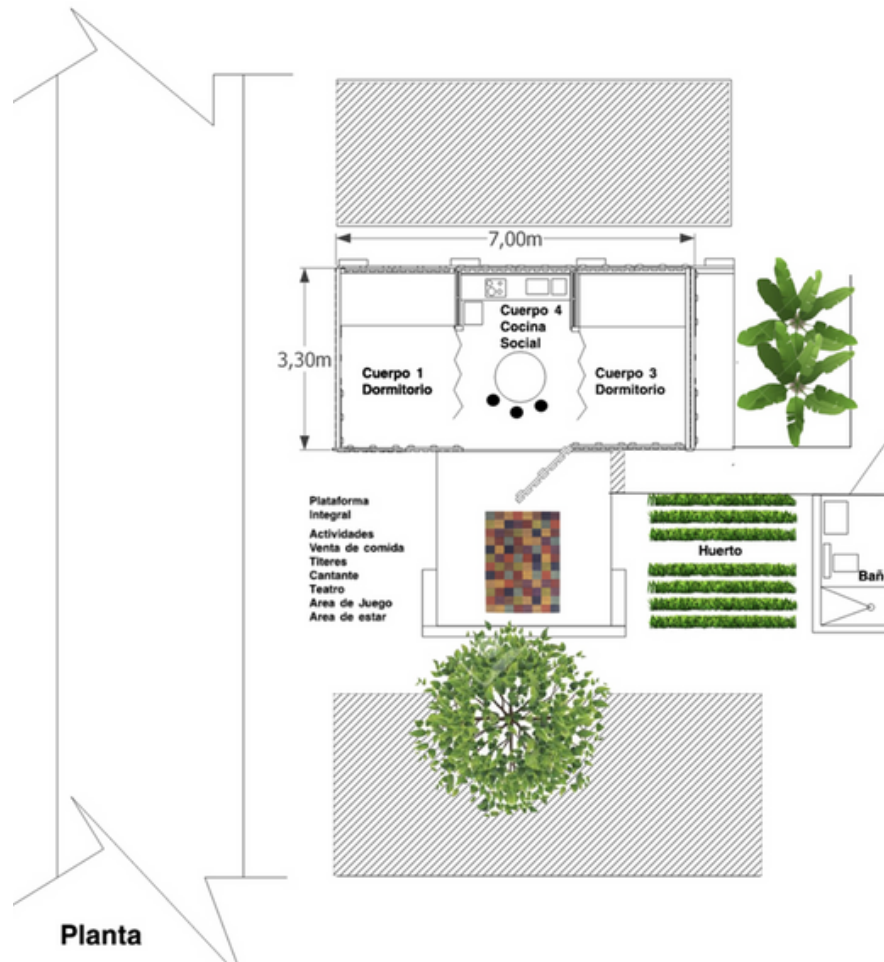 7,00m
3,30m
Cuerpo 4
Cocina
Social
Cuerpo 1
Dormitorio
Cuerpo 3
Dormitorio
Plataforma
Integral
Actividades
Venta de comida
Titeres
Cantante
Teatro
Area de Juego
Area de estar
Huerto
Bañ
Planta